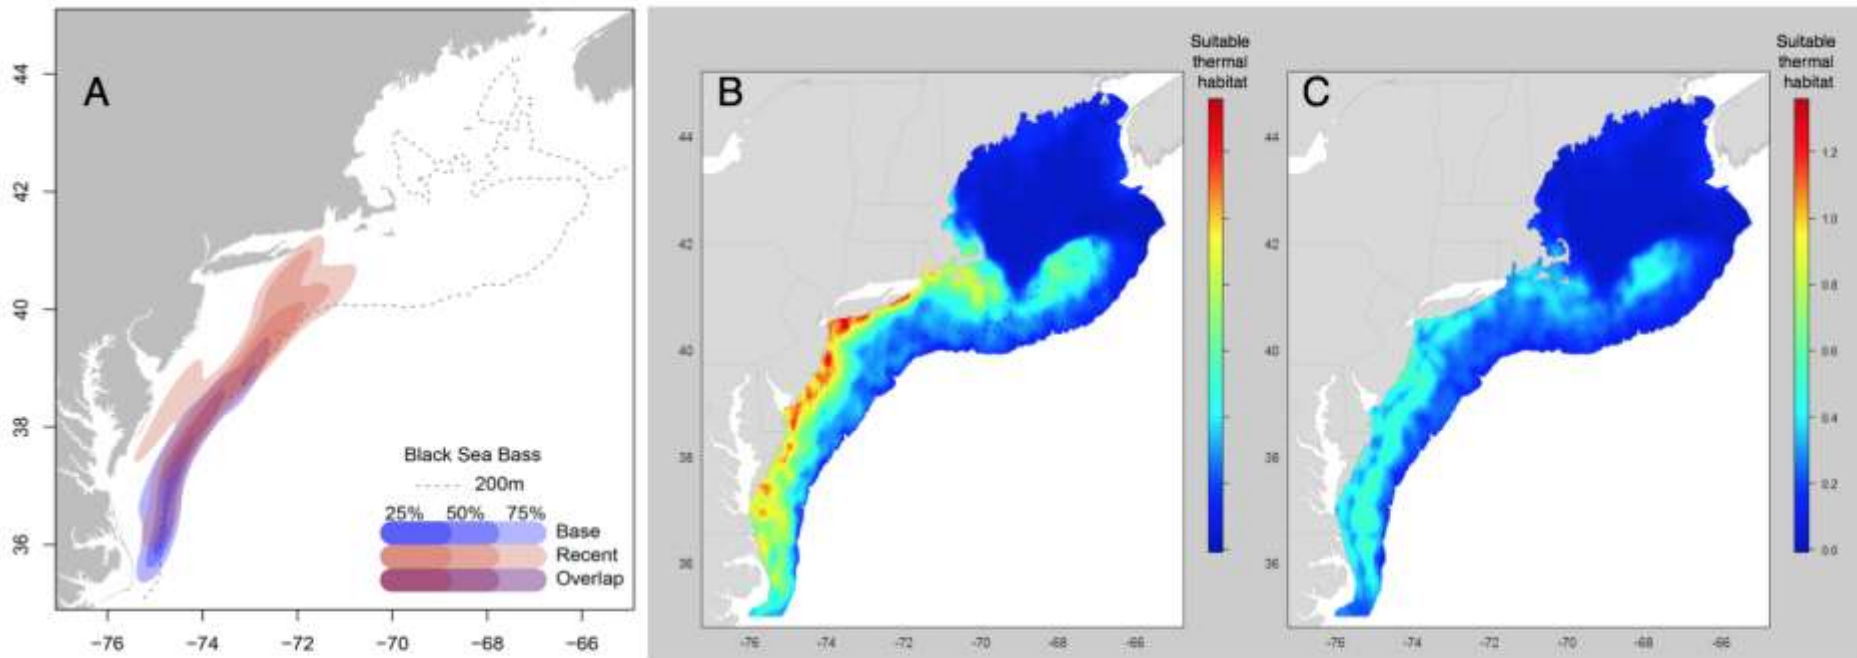 A
44
42
40
38
36
-76
-74
-72
-70
-68
-66
Black Sea Bass
200m
25% 50% 75%
Base
Recent
Overlap
B
Suitable
thermal
habitat
44
42
40
38
36
-76
-74
-72
-70
-68
-66
C
Suitable
thermal
habitat
1.2
1.0
0.8
0.6
0.4
0.2
0.0
44
42
40
38
36
-76
-74
-72
-70
-68
-66